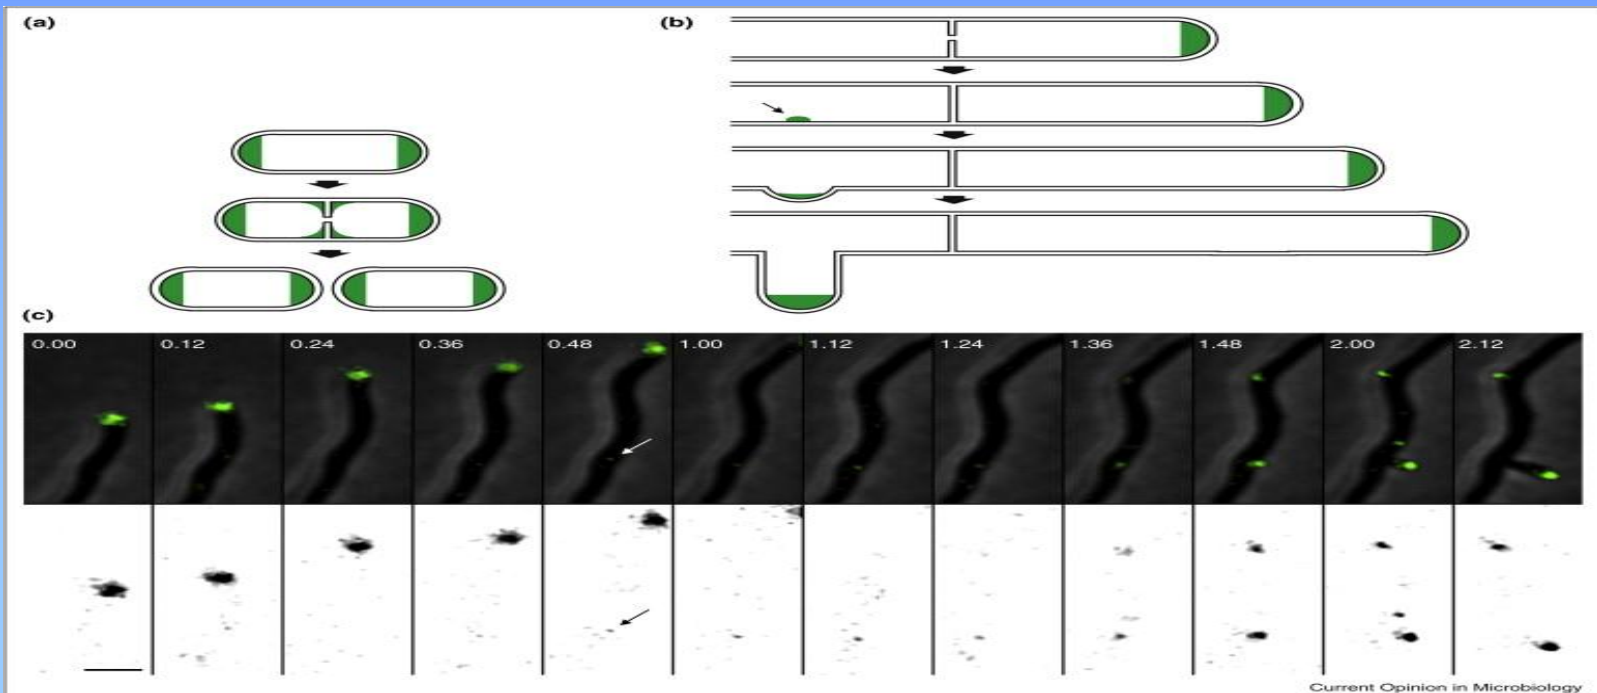 (a)
(b)
(c)
0.00 0.12 0.24 0.36 0.48 1.00 1.12 1.24 1.36 1.48 2.00 2.12
Current Opinion in Microbiology